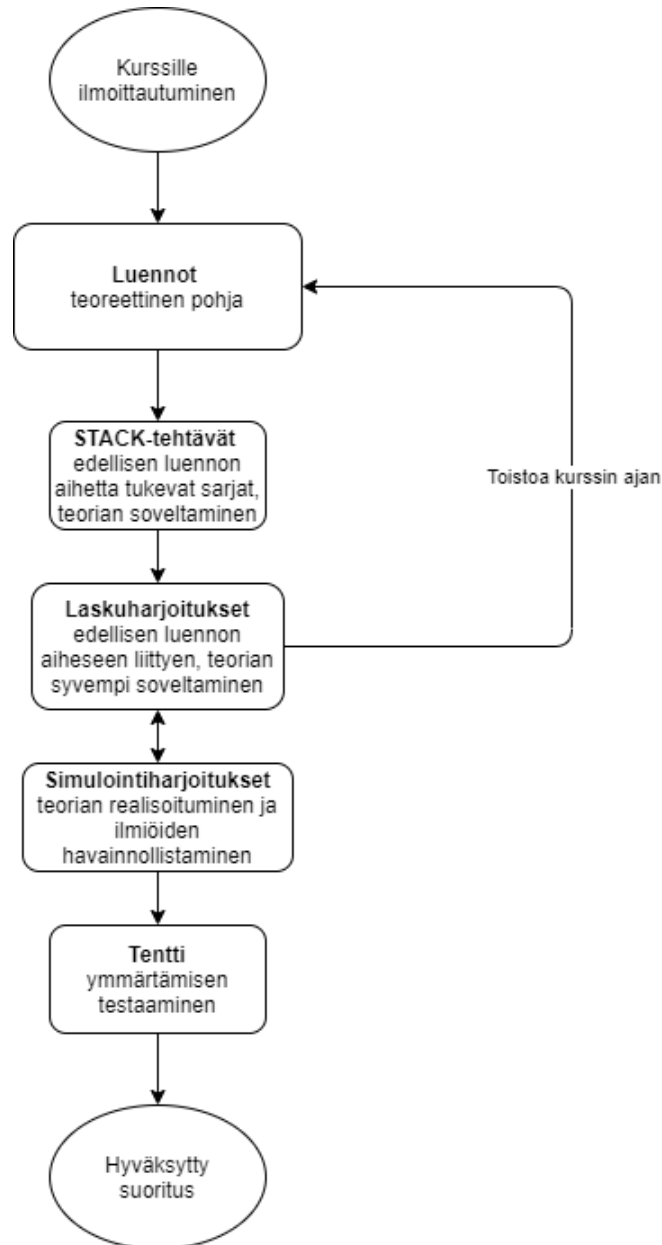 Kurssille
ilmoittautuminen
Luennot
teoreettinen pohja
STACK-tehtävät
edellisen luennon
aihetta tukevat sarjat,
teorian soveltaminen
Toistoa kurssin ajan
Laskuharjoitukset
edellisen luennon
aiheseen liittyen, teorian
syvempi soveltaminen
Simulointiharjoitukset
teorian realisoituminen ja
ilmiöiden
havainnollistaminen
Tentti
ymmärtämisen
testaaminen
Hyväksytty
suoritus